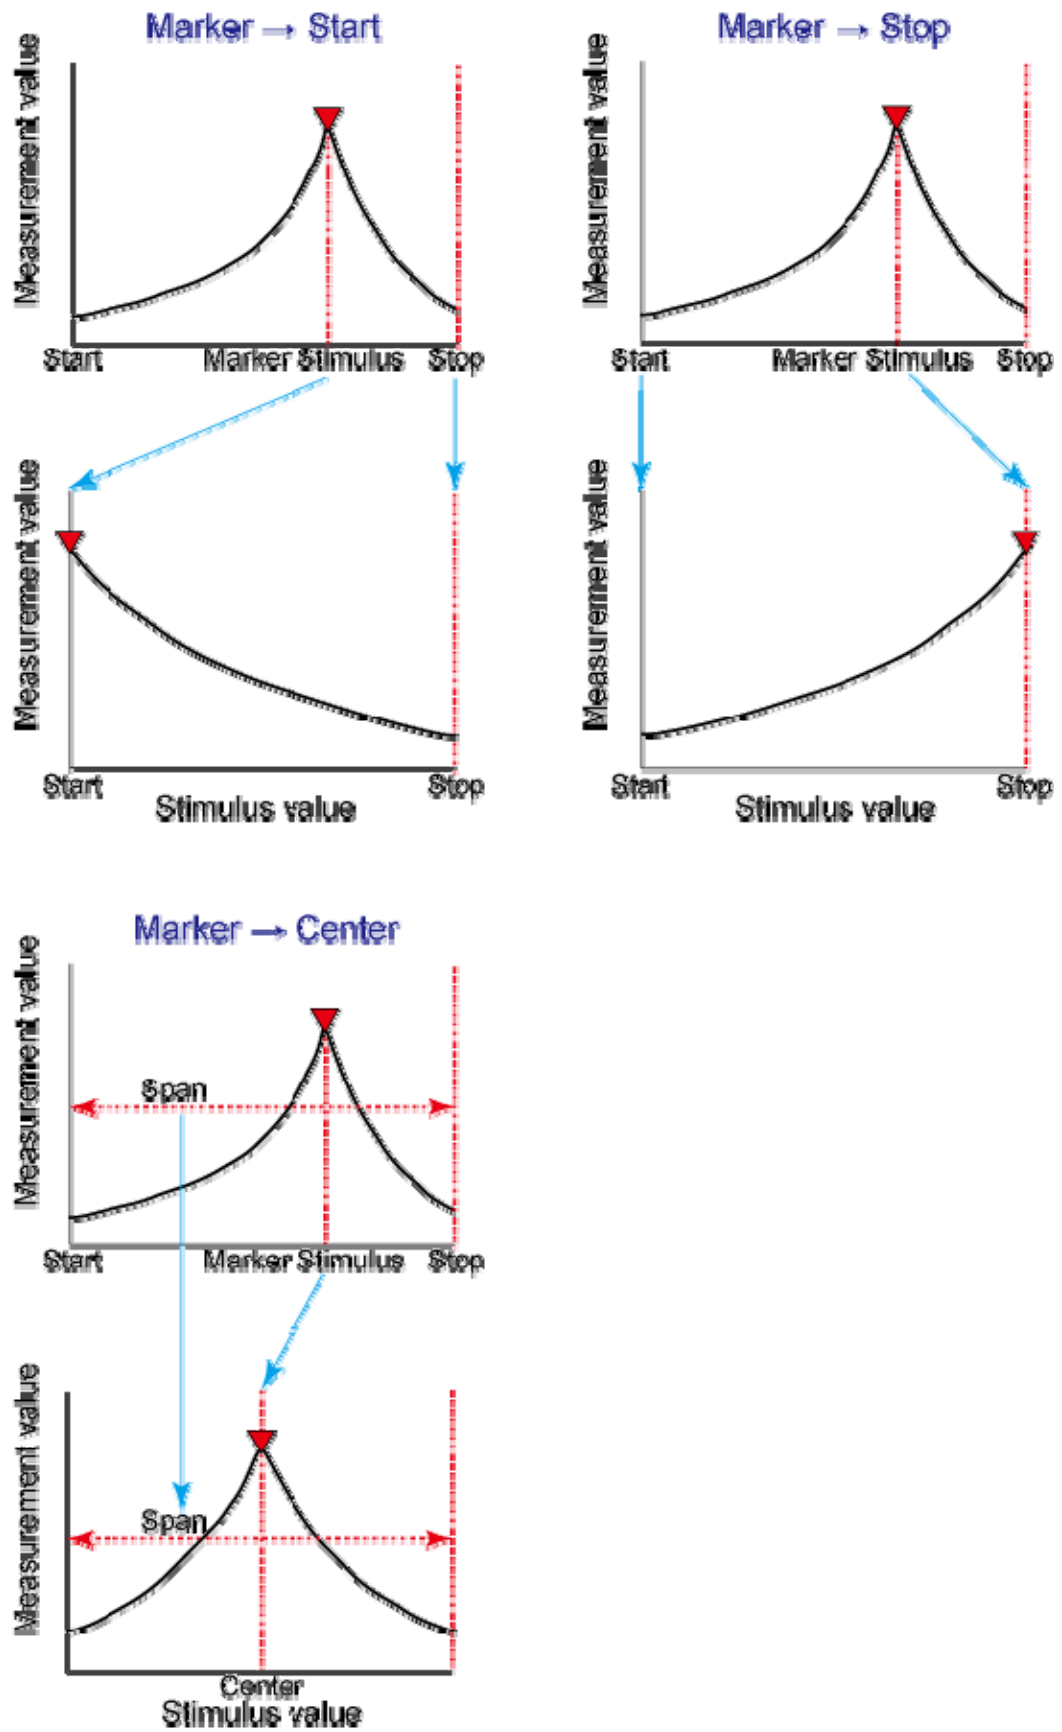 Marker → Start
Measurement value
Start Marker Stimulus Stop
Measurement value
Start Stop
Stimulus value
Marker → Stop
Measurement value
Start Marker Stimulus Stop
Measurement value
Start Stop
Stimulus value
Marker → Center
Measurement value
Span
Start Marker Stimulus Stop
Measurement value
Span
Center
Stimulus value